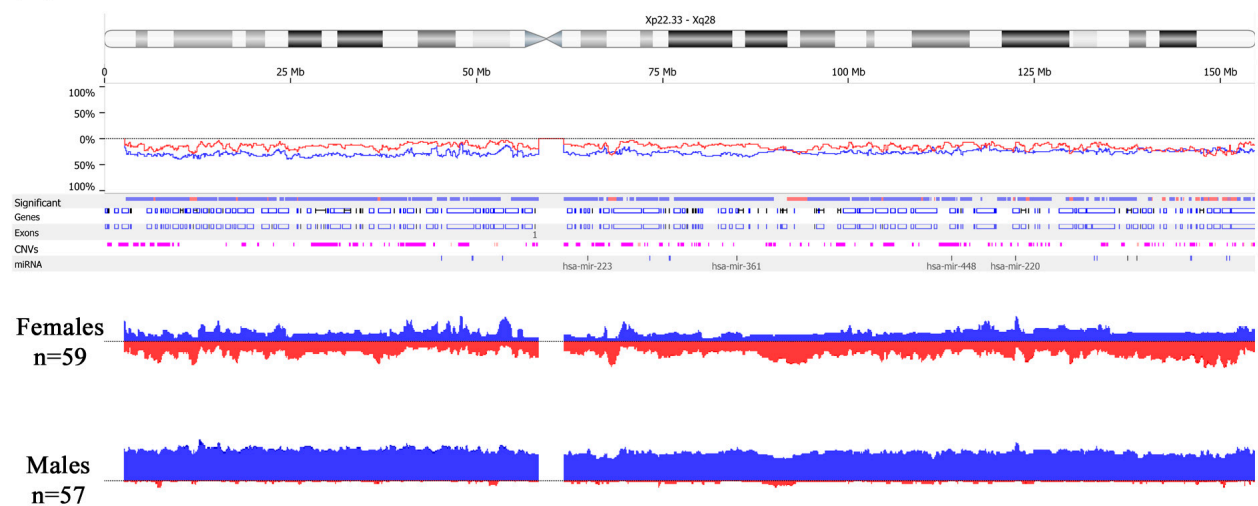 Xp22.33 - Xq28
0 25 Mb 50 Mb 75 Mb 100 Mb 125 Mb 150 Mb
100%
50%
0%
50%
100%
Significant
Genes
Exons
1
CNVs
miRNA
hsa-mir-223 hsa-mir-361 hsa-mir-448 hsa-mir-220
Females
n=59
Males
n=57